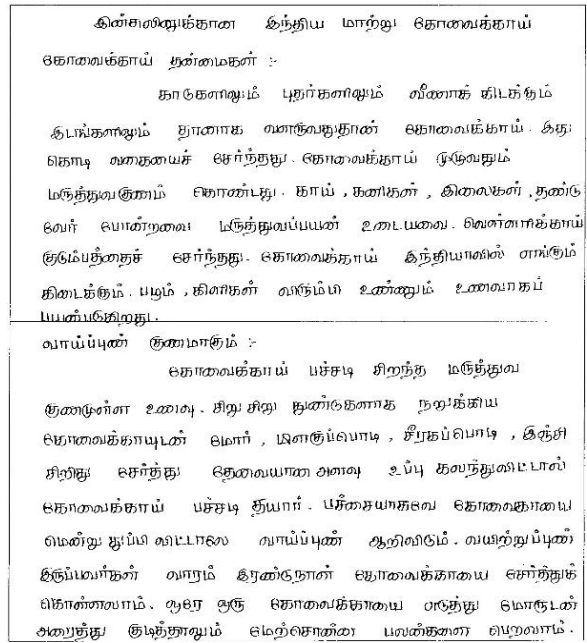 இன்சுலினுக்கான இந்திய மாற்று கோவைக்காய்
கோவைக்காய் தன்மைகள் :-
காடுகளிலும் புதர்களிலும் வீணாக் கிடக்கும்
இடங்களிலும் தானாக வளருவதுதான் கோவைக்காய். இது
கொடி வகையைச் சேர்ந்தது. கோவைக்காய் முழுவதும்
மருத்துவகுணம் கொண்டது. காய், கனிகள், இலைகள், தண்டு
வேர் போன்றவை மருத்துவப்பயன் உடையவை. வெள்ளரிக்காய்
குடும்பத்தைச் சேர்ந்தது. கோவைக்காய் இந்தியாவில் எங்கும்
கிடைக்கும். பழம், கிளிகள் விரும்பி உண்ணும் உணவாகப்
பயன்படுகிறது.
வாய்ப்புண் குணமாகும் :-
கோவைக்காய் பச்சடி சிறந்த மருத்துவ
குணமுள்ள உணவு. சிறு சிறு துண்டுகளாக நறுக்கிய
கோவைக்காயுடன் மோர், மிளகுப்பொடி, சீரகப்பொடி, இஞ்சி
சிறிது சேர்த்து தேவையான அளவு உப்பு கலந்துவிட்டால்
கோவைக்காய் பச்சடி தயார். பச்சையாகவே கோவைகாயை
மென்று துப்பி விட்டாலே வாய்ப்புண் ஆறிவிடும். வயிற்றுப்புண்
இருப்பவர்கள் வாரம் இரண்டுநாள் கோவைக்காயை சேர்த்துக்
கொள்ளலாம். ஒரே ஒரு கோவைக்காயை எடுத்து மோருடன்
அரைத்து குடித்தாலும் மேற்சொன்ன பலன்களை பெறலாம்.